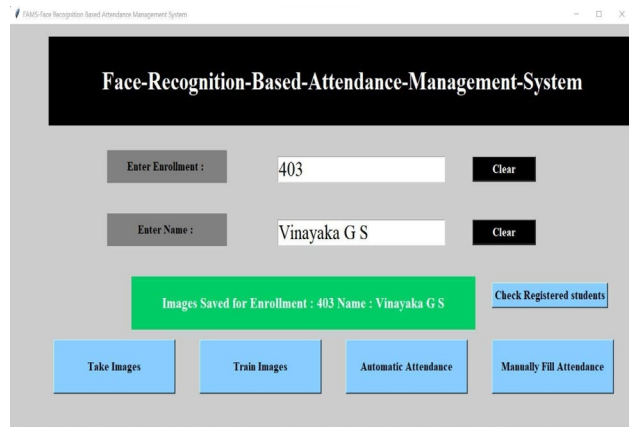 FAMS-Face Recognition Based Attendance Management System
Face-Recognition-Based-Attendance-Management-System
Enter Enrollment :
403
Clear
Enter Name :
Vinayaka G S
Clear
Images Saved for Enrollment : 403 Name : Vinayaka G S
Check Registered students
Take Images
Train Images
Automatic Attendance
Manually Fill Attendance